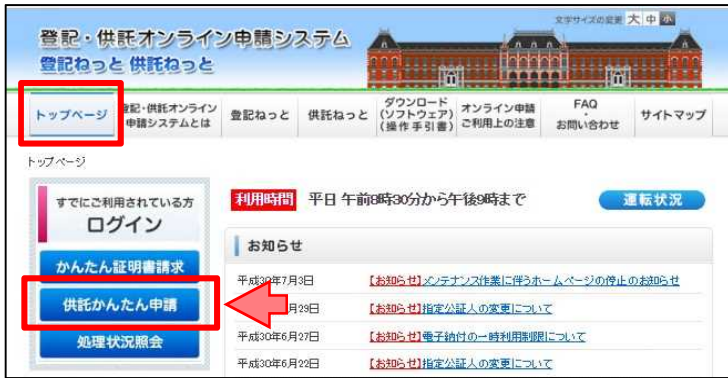 文字サイズの変更 大 中 小
登記・供託オンライン申請システム
登記ねっと 供託ねっと
トップページ
登記・供託オンライン
申請システムとは
登記ねっと
供託ねっと
ダウンロード
(ソフトウェア)
(操作手引書)
オンライン申請
ご利用上の注意
FAQ
・
お問い合わせ
サイトマップ
トップページ
すでにご利用されている方
ログイン
かんたん証明書請求
供託かんたん申請
処理状況照会
利用時間 平日 午前8時30分から午後9時まで
運転状況
お知らせ
平成30年7月3日 【お知らせ】メンテナンス作業に伴うホームページの停止のお知らせ
月29日 【お知らせ】指定公証人の変更について
平成30年6月27日 【お知らせ】電子納付の一時利用制限について
平成30年6月22日 【お知らせ】指定公証人の変更について